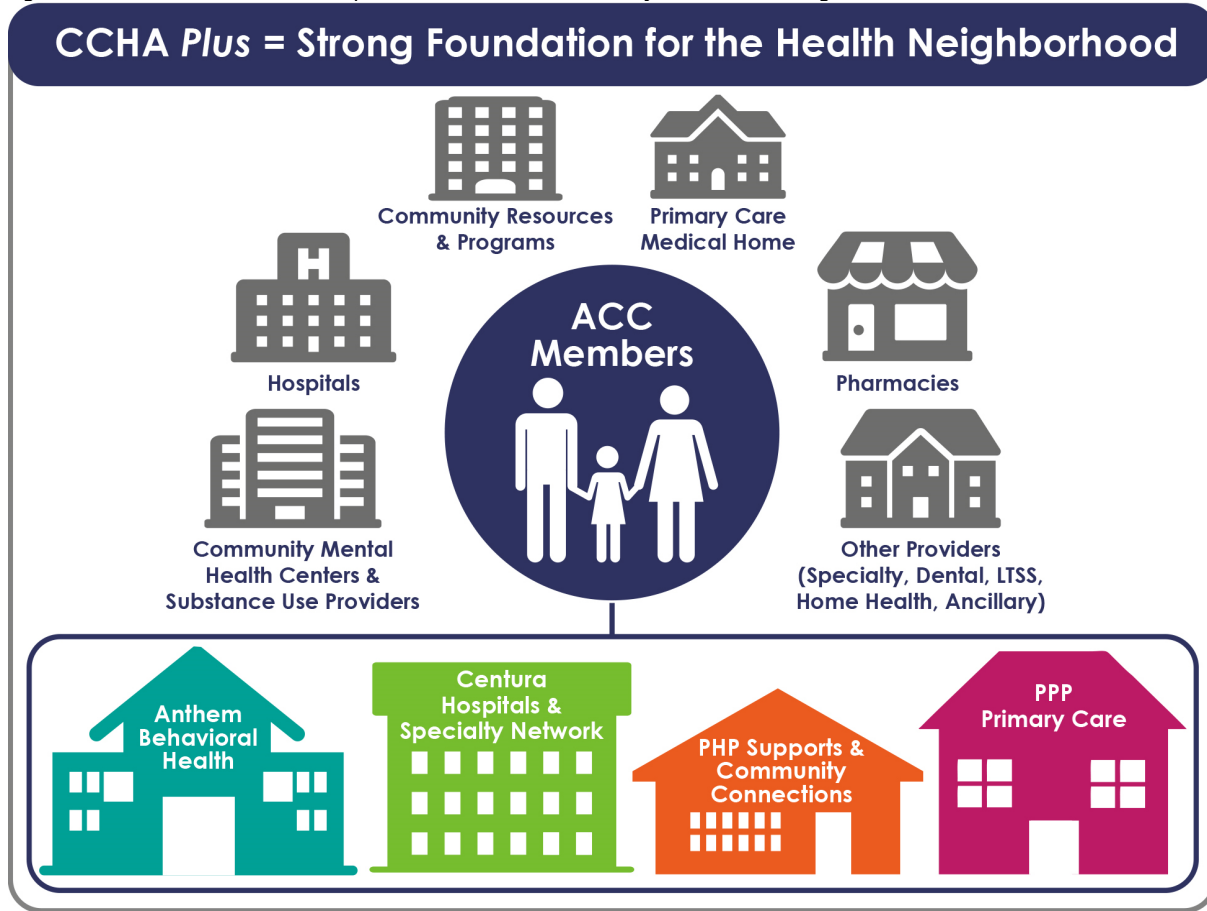 CCHA Plus = Strong Foundation for the Health Neighborhood
Community Resources
& Programs
Primary Care
Medical Home
H
Hospitals
ACC
Members
Pharmacies
Community Mental
Health Centers &
Substance Use Providers
Other Providers
(Specialty, Dental, LTSS,
Home Health, Ancillary)
Anthem
Behavioral
Health
Centura
Hospitals &
Specialty Network
PHP Supports &
Community
Connections
PPP
Primary Care